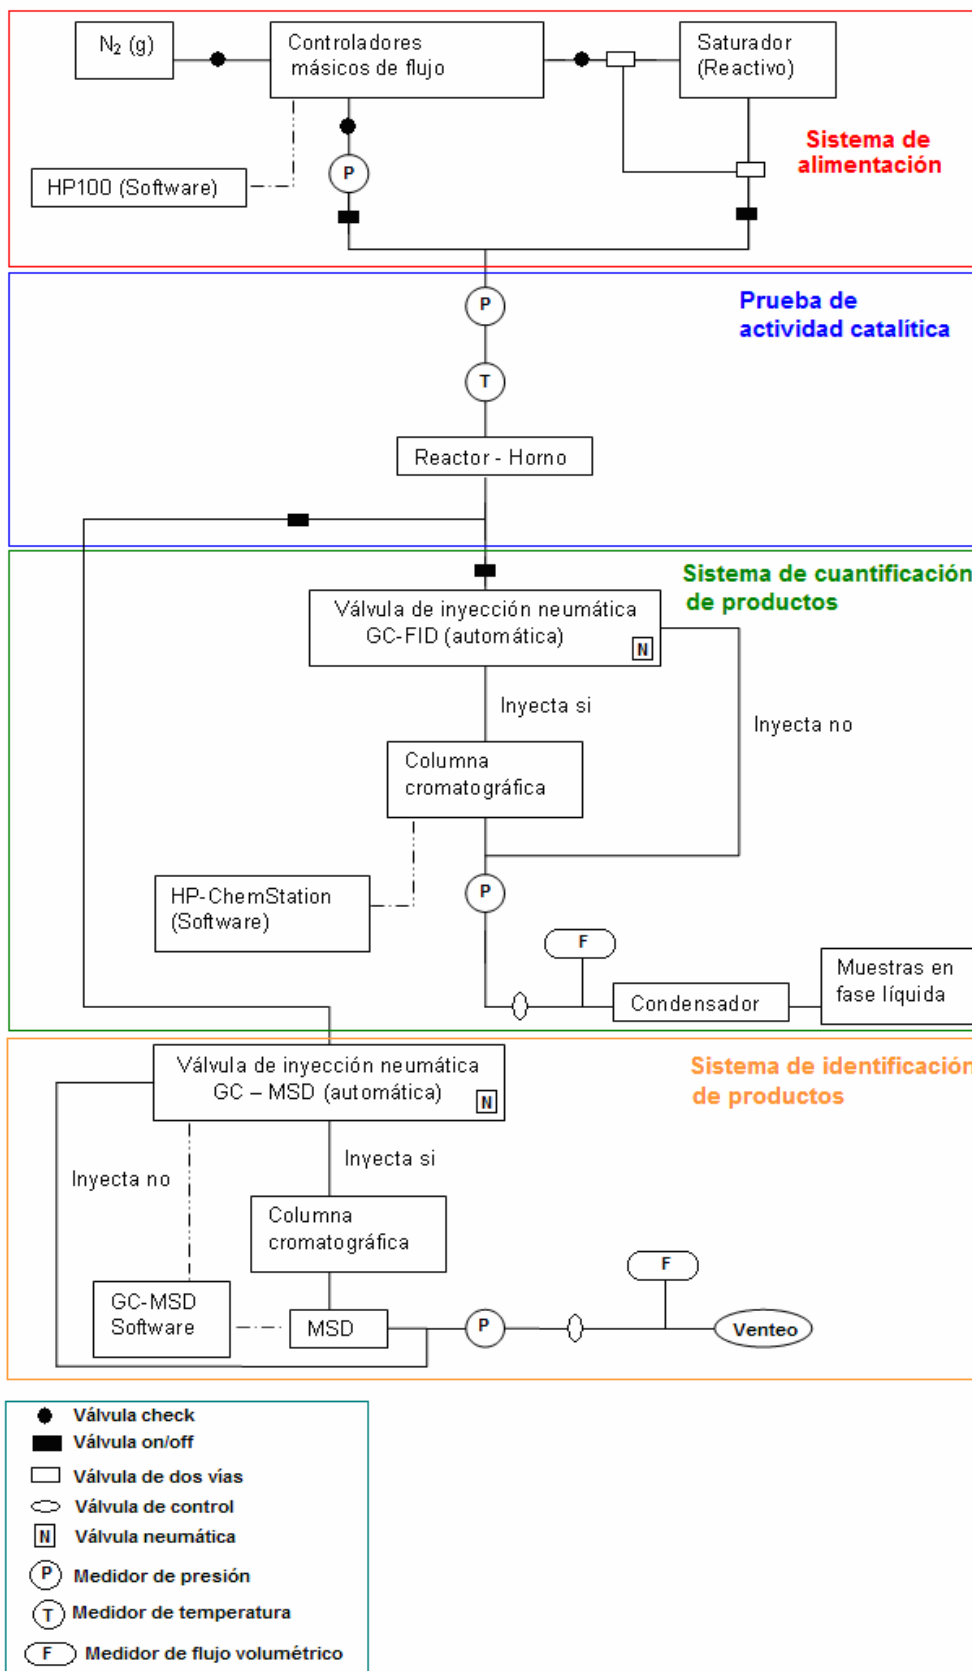 N₂ (g)
Controladores
másicos de flujo
Saturador
(Reactivo)
Sistema de
alimentación
P
HP100 (Software)
P
Prueba de
actividad catalítica
T
Reactor - Horno
Sistema de cuantificación
de productos
Válvula de inyección neumática
GC-FID (automática)
N
Inyecta si
Inyecta no
Columna
cromatográfica
HP-ChemStation
(Software)
P
F
Condensador
Muestras en
fase líquida
Válvula de inyección neumática
GC – MSD (automática)
N
Sistema de identificación
de productos
Inyecta si
Inyecta no
Columna
cromatográfica
GC-MSD
Software
MSD
P
F
Venteo
Válvula check
Válvula on/off
Válvula de dos vías
Válvula de control
N Válvula neumática
P Medidor de presión
T Medidor de temperatura
F Medidor de flujo volumétrico